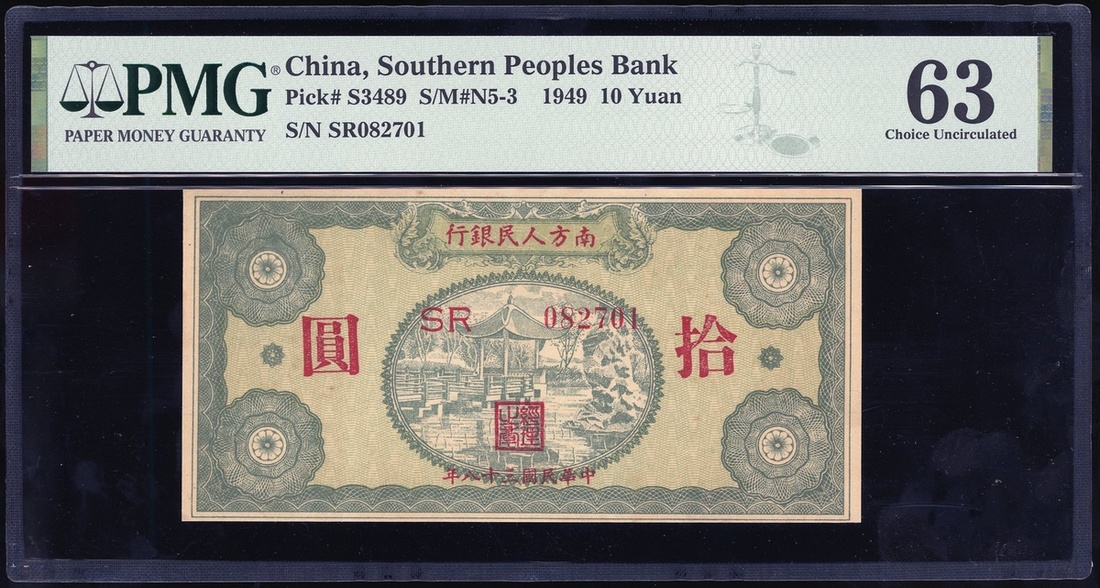 PMG®
PAPER MONEY GUARANTY
China, Southern Peoples Bank
Pick# S3489 S/M#N5-3 1949 10 Yuan
S/N SR082701
63
Choice Uncirculated
行銀民人方南
SR 082701
圓 拾
年八十三國民華中